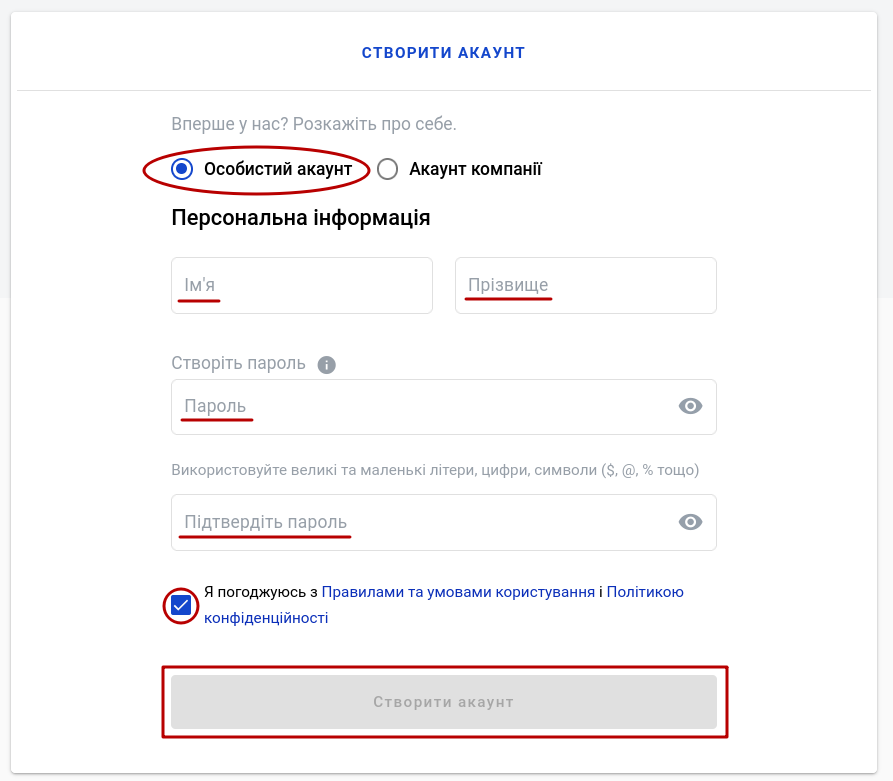 СТВОРИТИ АКАУНТ
Вперше у нас? Розкажіть про себе.
Особистий акаунт Акаунт компанії
Персональна інформація
Ім'я Прізвище
Створіть пароль
Пароль
Використовуйте великі та маленькі літери, цифри, символи ($, @, % тощо)
Підтвердіть пароль
Я погоджуюсь з Правилами та умовами користування і Політикою
конфіденційності
Створити акаунт